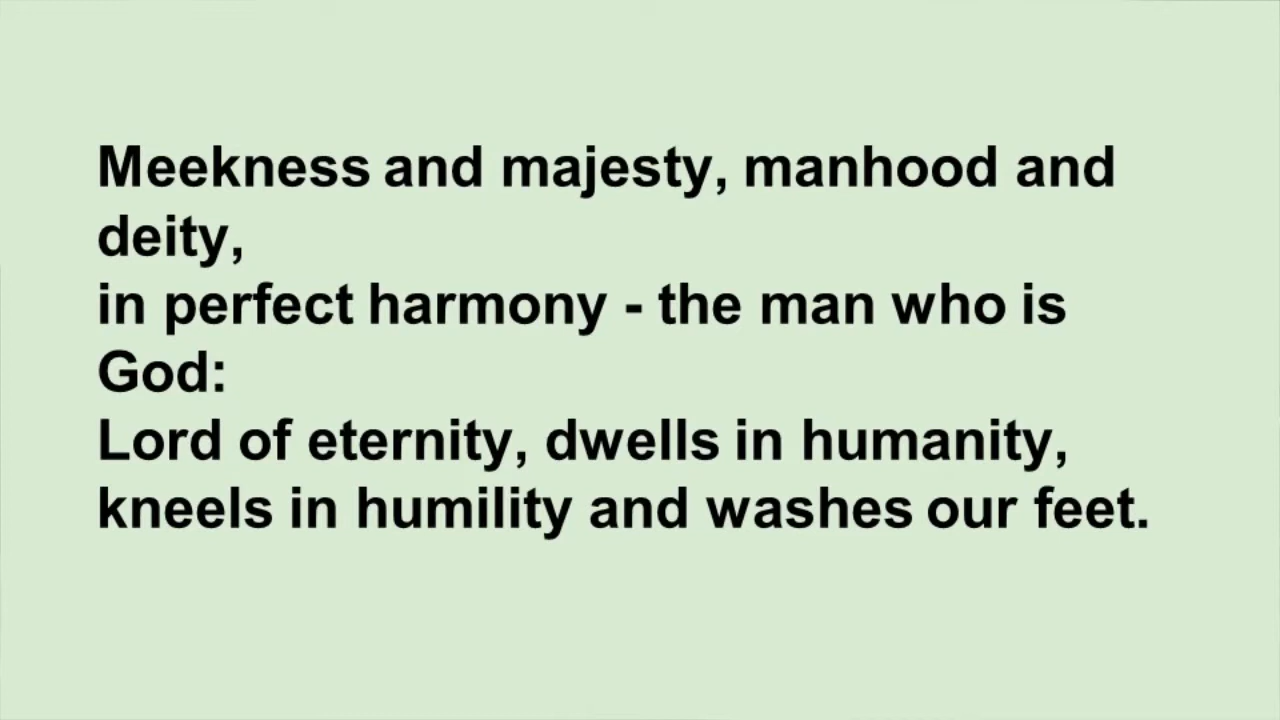 Meekness and majesty, manhood and
deity,
in perfect harmony - the man who is
God:
Lord of eternity, dwells in humanity,
kneels in humility and washes our feet.